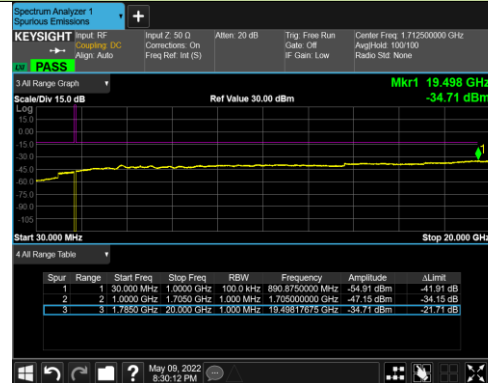 Spectrum Analyzer 1
Spurious Emissions
+
KEYSIGHT Input: RF Input Z: 50 Ω Atten: 20 dB Trig: Free Run Center Freq: 1.712500000 GHz
Coupling: DC Corrections: On Gate: Off Avg|Hold: 100/100
Align: Auto Freq Ref: Int (S) IF Gain: Low Radio Std: None
PASS
3 All Range Graph Mkr1 19.498 GHz
Scale/Div 15.0 dB Ref Value 30.00 dBm -34.71 dBm
Log
15.0
0.00
-15.0
1
-30.0
-45.0
-60.0
-75.0
-90.0
-105
Start 30.000 MHz Stop 20.000 GHz
4 All Range Table
Spur Range Start Freq Stop Freq RBW Frequency Amplitude ΔLimit
1 1 30.000 MHz 1.0000 GHz 100.0 kHz 890.8750000 MHz -54.91 dBm -41.91 dB
2 2 1.0000 GHz 1.7050 GHz 1.000 MHz 1.705000000 GHz -47.15 dBm -34.15 dB
3 3 1.7850 GHz 20.000 GHz 1.000 MHz 19.49817675 GHz -34.71 dBm -21.71 dB
? May 09, 2022
8:30:12 PM